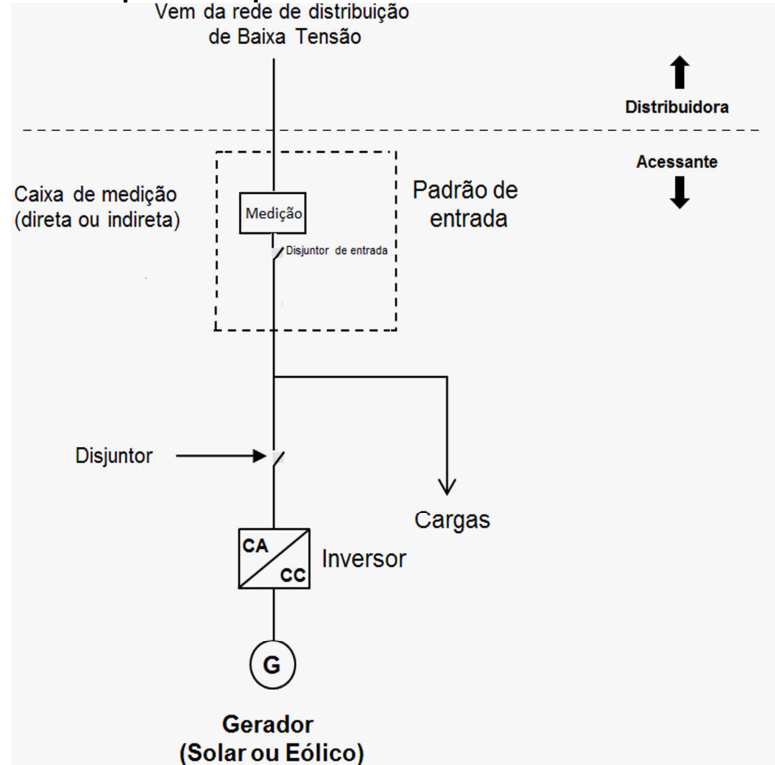 Vem da rede de distribuição
de Baixa Tensão
Distribuidora
Acessante
Caixa de medição
(direta ou indireta)
Medição
Disjuntor de entrada
Padrão de
entrada
Disjuntor
Cargas
CA
CC
Inversor
G
Gerador
(Solar ou Eólico)